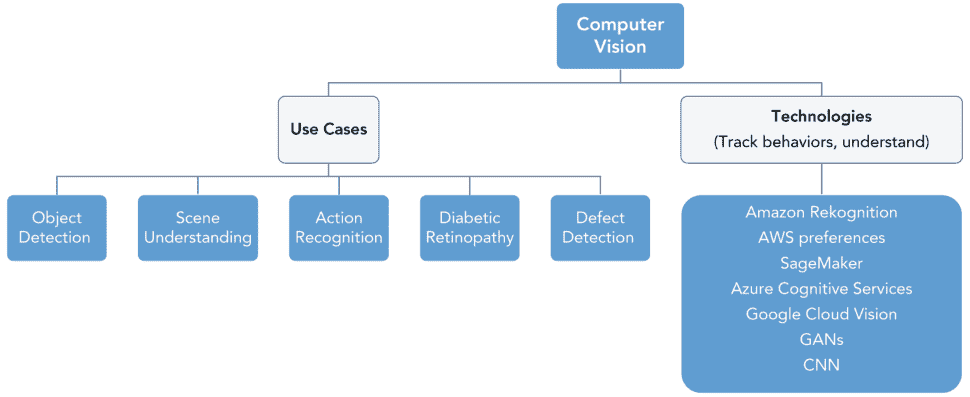 Computer
Vision
Use Cases
Technologies
(Track behaviors, understand)
Object
Detection
Scene
Understanding
Action
Recognition
Diabetic
Retinopathy
Defect
Detection
Amazon Rekognition
AWS preferences
SageMaker
Azure Cognitive Services
Google Cloud Vision
GANs
CNN